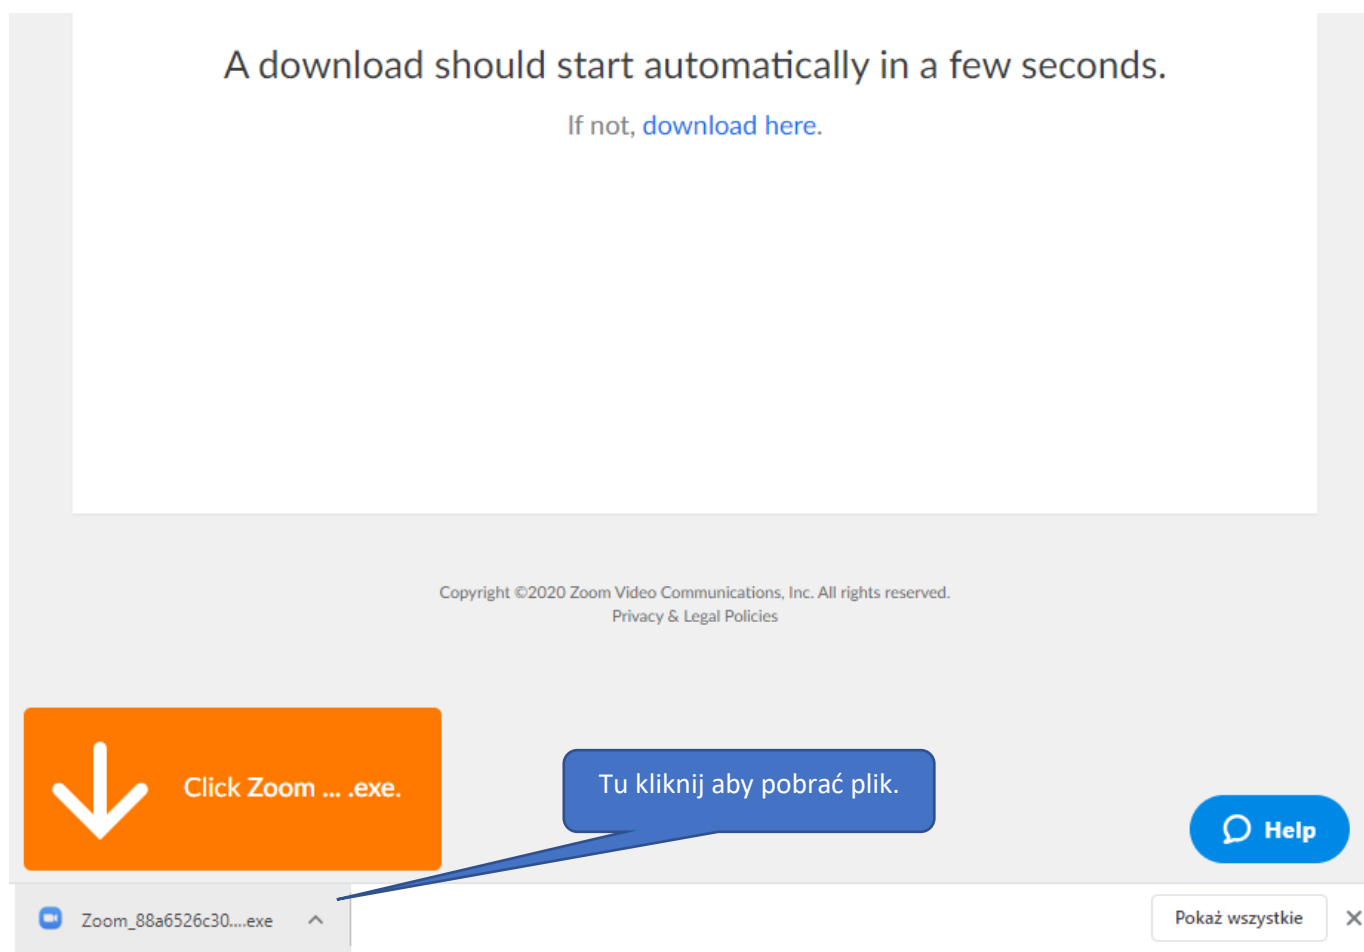 A download should start automatically in a few seconds.
If not, download here.
Copyright ©2020 Zoom Video Communications, Inc. All rights reserved.
Privacy & Legal Policies
Click Zoom ... .exe.
Tu kliknij aby pobrać plik.
Help
Zoom_88a6526c30....exe
Pokaż wszystkie